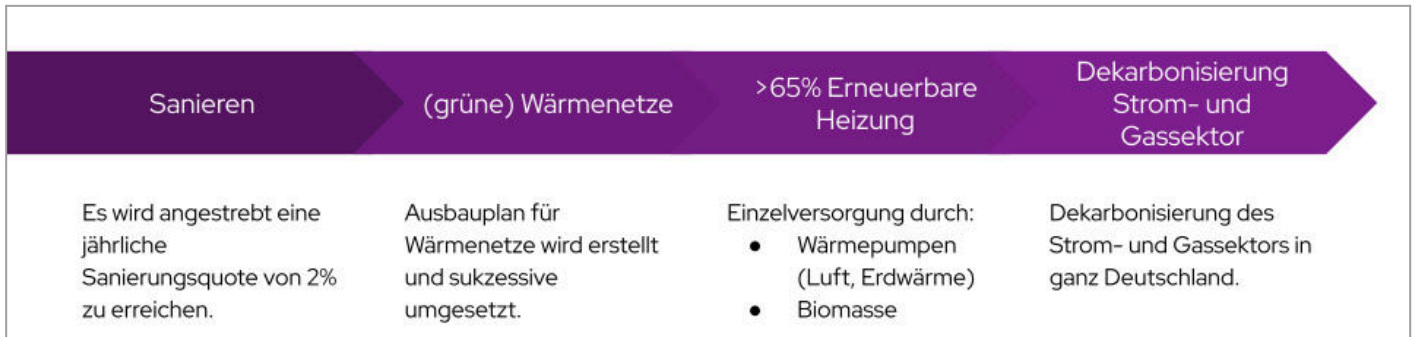 Sanieren
(grüne) Wärmenetze
>65% Erneuerbare
Heizung
Dekarbonisierung
Strom- und
Gassektor
Es wird angestrebt eine
jährliche
Sanierungsquote von 2%
zu erreichen.
Ausbauplan für
Wärmenetze wird erstellt
und sukzessive
umgesetzt.
Einzelversorgung durch:
● Wärmepumpen
(Luft, Erdwärme)
● Biomasse
Dekarbonisierung des
Strom- und Gassektors in
ganz Deutschland.